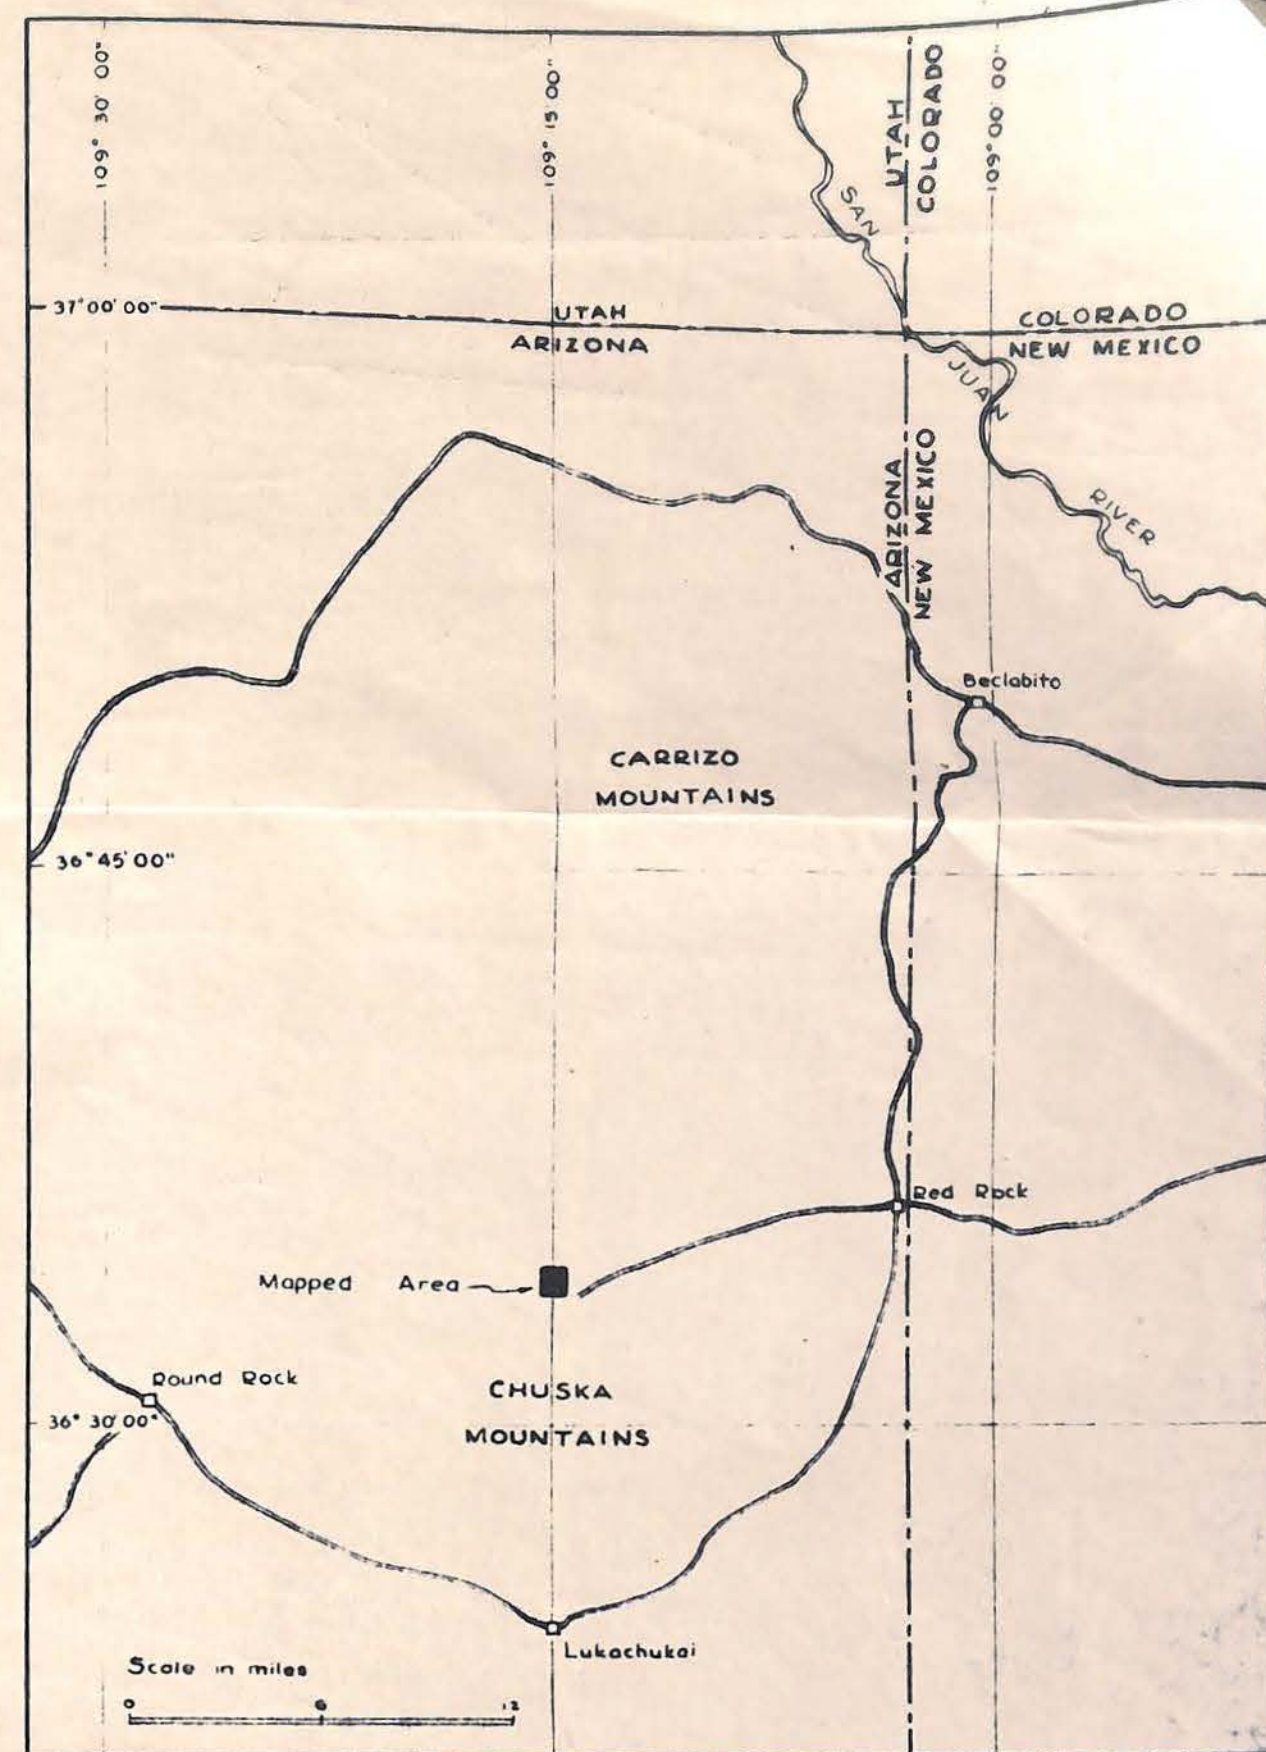 109° 30' 00"
109° 15' 00"
UTAH
COLORADO
109° 00' 00"
SAN
37° 00' 00"
UTAH
ARIZONA
COLORADO
NEW MEXICO
JUAN
RIVER
ARIZONA
NEW MEXICO
Beclabito
CARRIZO
MOUNTAINS
36° 45' 00"
Red Rock
Mapped Area
Round Rock
CHUSKA
MOUNTAINS
36° 30' 00"
Lukachukai
Scale in miles
0 6 12